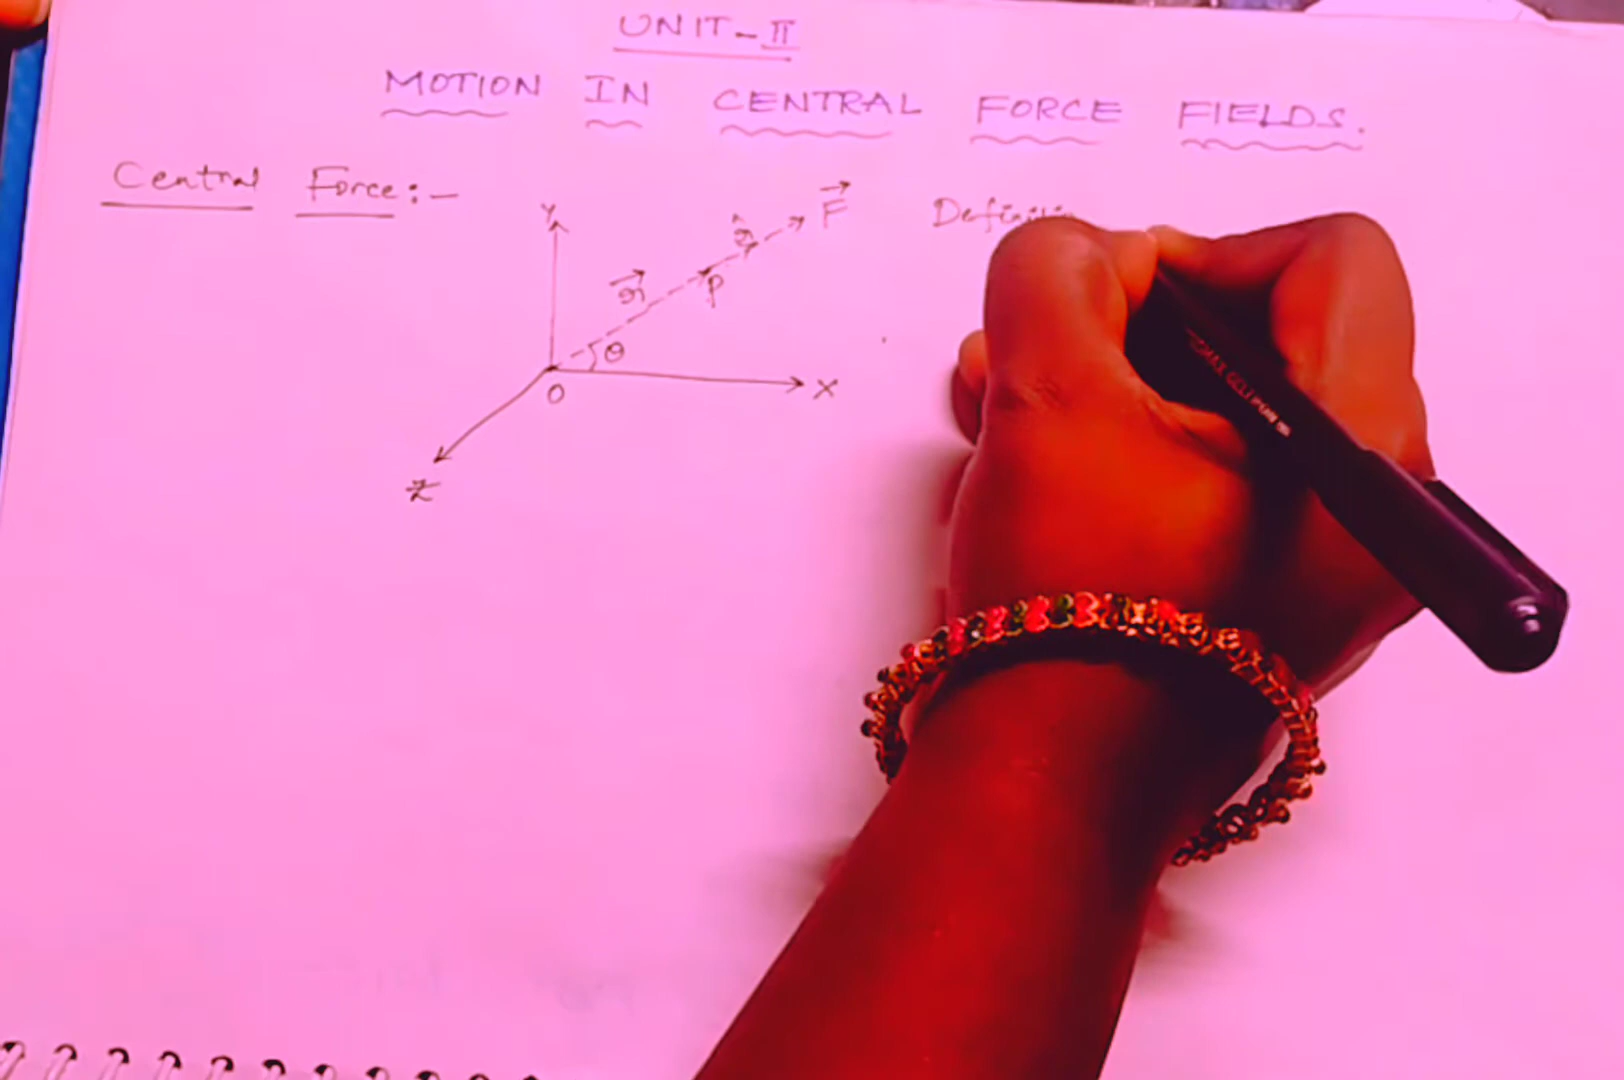 UNIT-II
MOTION IN CENTRAL FORCE FIELDS.
Central Force:-
Y
r̂
F⃗
r⃗
P
θ
O
X
Z